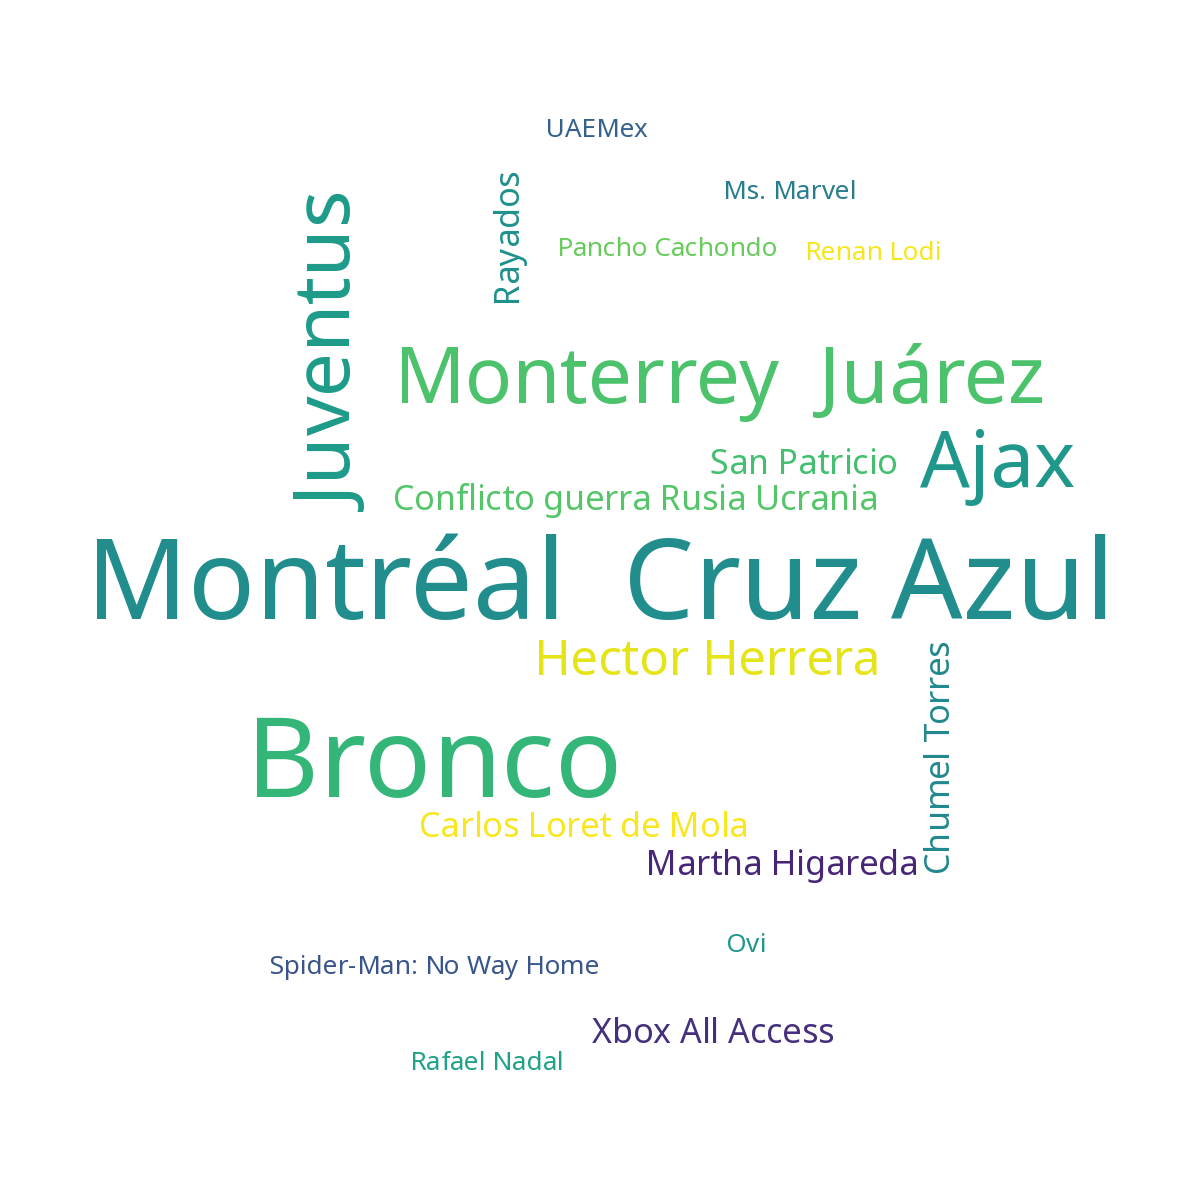 UAEMex
Rayados
Ms. Marvel
Juventus
Pancho Cachondo
Renan Lodi
Monterrey Juárez
Ajax
San Patricio
Conflicto guerra Rusia Ucrania
Montréal Cruz Azul
Hector Herrera
Chumel Torres
Bronco
Carlos Loret de Mola
Martha Higareda
Ovi
Spider-Man: No Way Home
Xbox All Access
Rafael Nadal